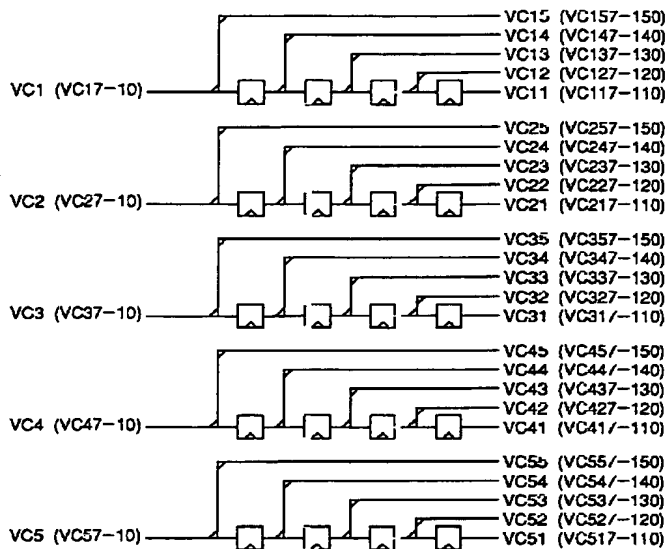 VC15 (VC157-150)
VC14 (VC147-140)
VC13 (VC137-130)
VC12 (VC127-120)
VC1 (VC17-10)
VC11 (VC117-110)
VC25 (VC257-150)
VC24 (VC247-140)
VC23 (VC237-130)
VC22 (VC227-120)
VC2 (VC27-10)
VC21 (VC217-110)
VC35 (VC357-150)
VC34 (VC347-140)
VC33 (VC337-130)
VC32 (VC327-120)
VC3 (VC37-10)
VC31 (VC317-110)
VC45 (VC457-150)
VC44 (VC447-140)
VC43 (VC437-130)
VC42 (VC427-120)
VC4 (VC47-10)
VC41 (VC417-110)
VC55 (VC557-150)
VC54 (VC547-140)
VC53 (VC537-130)
VC52 (VC527-120)
VC5 (VC57-10)
VC51 (VC517-110)